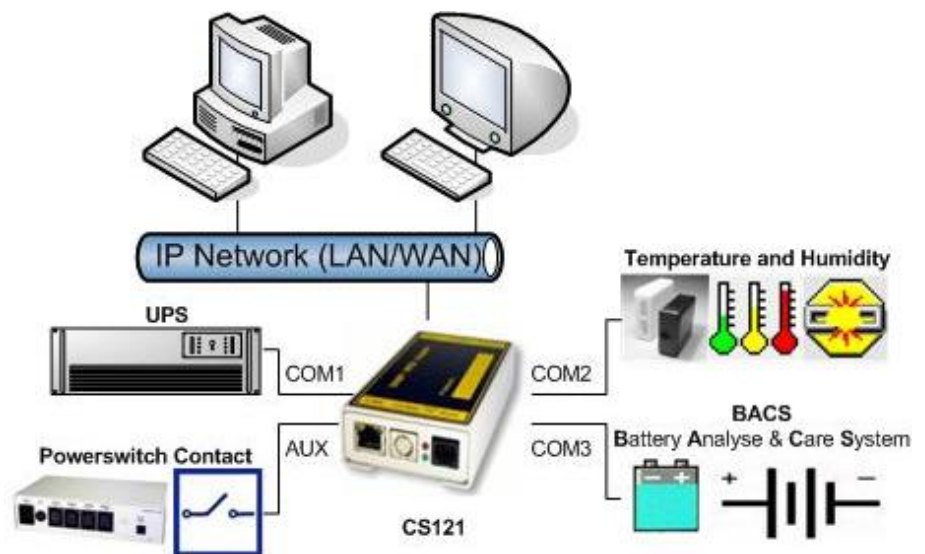 IP Network (LAN/WAN)
Temperature and Humidity
UPS
COM1
COM2
BACS
Battery Analyse & Care System
AUX
COM3
Powerswitch Contact
+
–
CS121